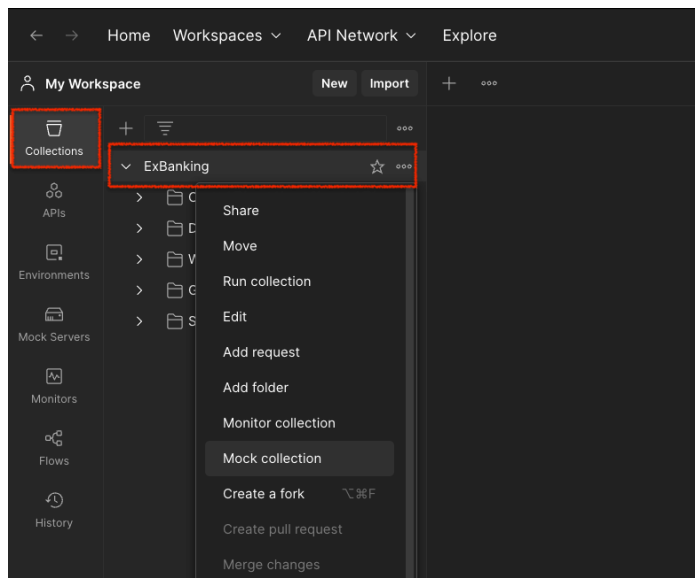 Home Workspaces API Network Explore
My Workspace New Import
Collections
ExBanking
APIs
Environments
Mock Servers
Monitors
Flows
History
C
D
W
G
S
Share
Move
Run collection
Edit
Add request
Add folder
Monitor collection
Mock collection
Create a fork ⌥⌘F
Create pull request
Merge changes